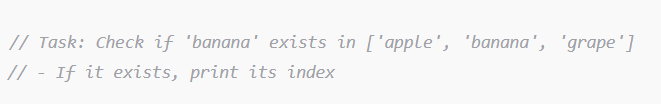 // Task: Check if 'banana' exists in ['apple', 'banana', 'grape']
// - If it exists, print its index